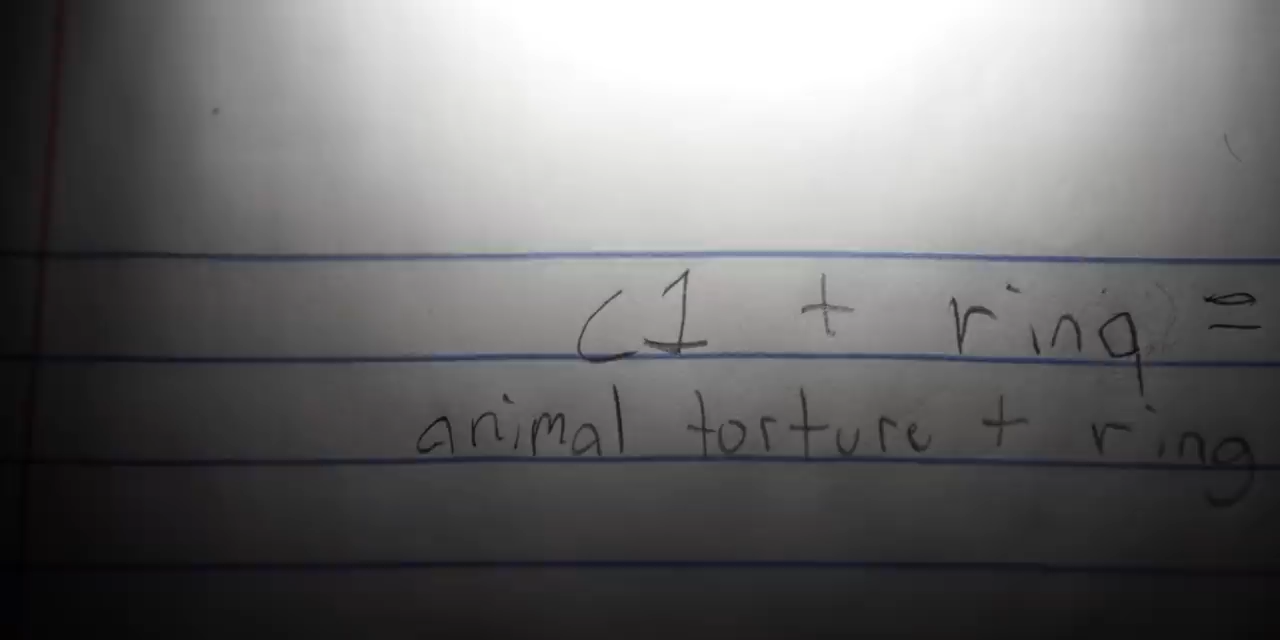 C1 + ring =
animal torture + ring